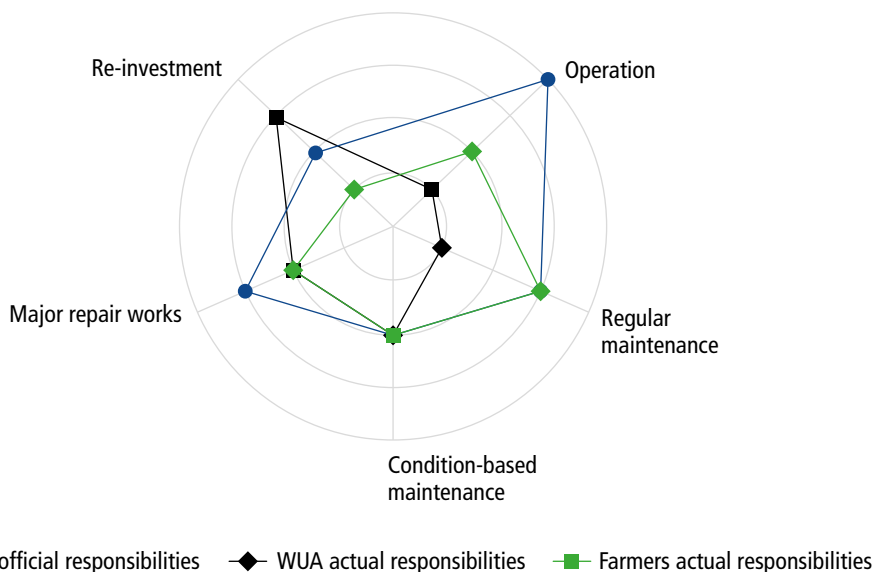 Re-investment
Operation
Major repair works
Regular
maintenance
Condition-based
maintenance
official responsibilities
WUA actual responsibilities
Farmers actual responsibilities